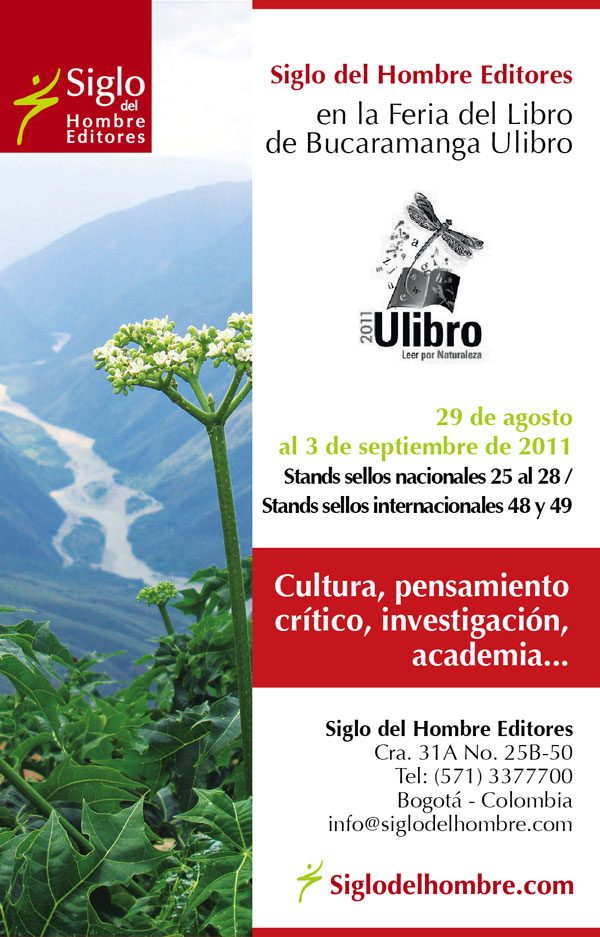 Siglo
del
Hombre
Editores
Siglo del Hombre Editores
en la Feria del Libro
de Bucaramanga Ulibro
2011
Ulibro
Leer por Naturaleza
29 de agosto
al 3 de septiembre de 2011
Stands sellos nacionales 25 al 28 /
Stands sellos internacionales 48 y 49
Cultura, pensamiento
crítico, investigación,
academia...
Siglo del Hombre Editores
Cra. 31A No. 25B-50
Tel: (571) 3377700
Bogotá - Colombia
info@siglodelhombre.com
Siglodelhombre.com